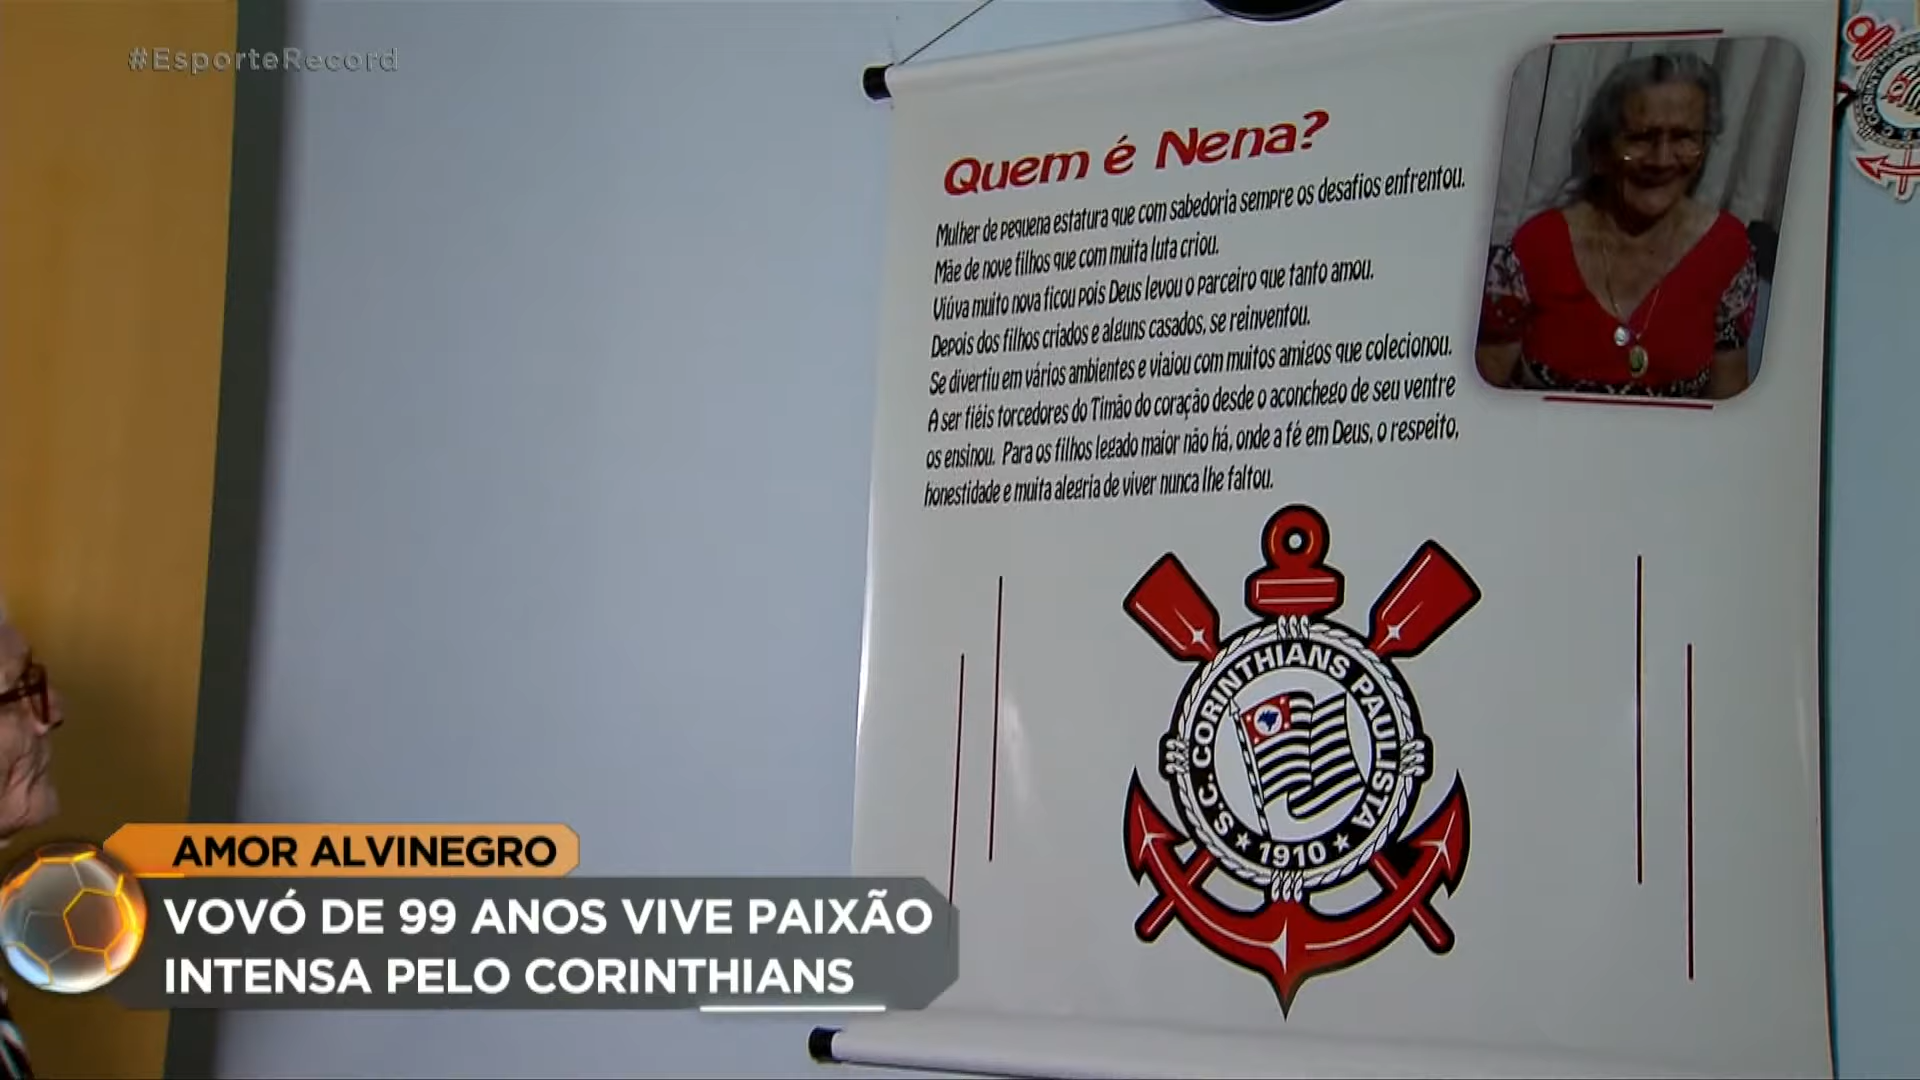 #EsporteRecord
Quem é Nena?
Mulher de pequena estatura que com sabedoria sempre os desafios enfrentou.
Mãe de nove filhos que com muita luta criou.
Viúva muito nova ficou pois Deus levou o parceiro que tanto amou.
Depois dos filhos criados e alguns casados, se reinventou.
Se divertiu em vários ambientes e viajou com muitos amigos que colecionou.
A ser fiéis torcedores do Timão do coração desde o aconchego de seu ventre
os ensinou. Para os filhos legado maior não há, onde a fé em Deus, o respeito,
honestidade e muita alegria de viver nunca lhe faltou.
S.C. CORINTHIANS PAULISTA
1910
AMOR ALVINEGRO
VOVÓ DE 99 ANOS VIVE PAIXÃO
INTENSA PELO CORINTHIANS